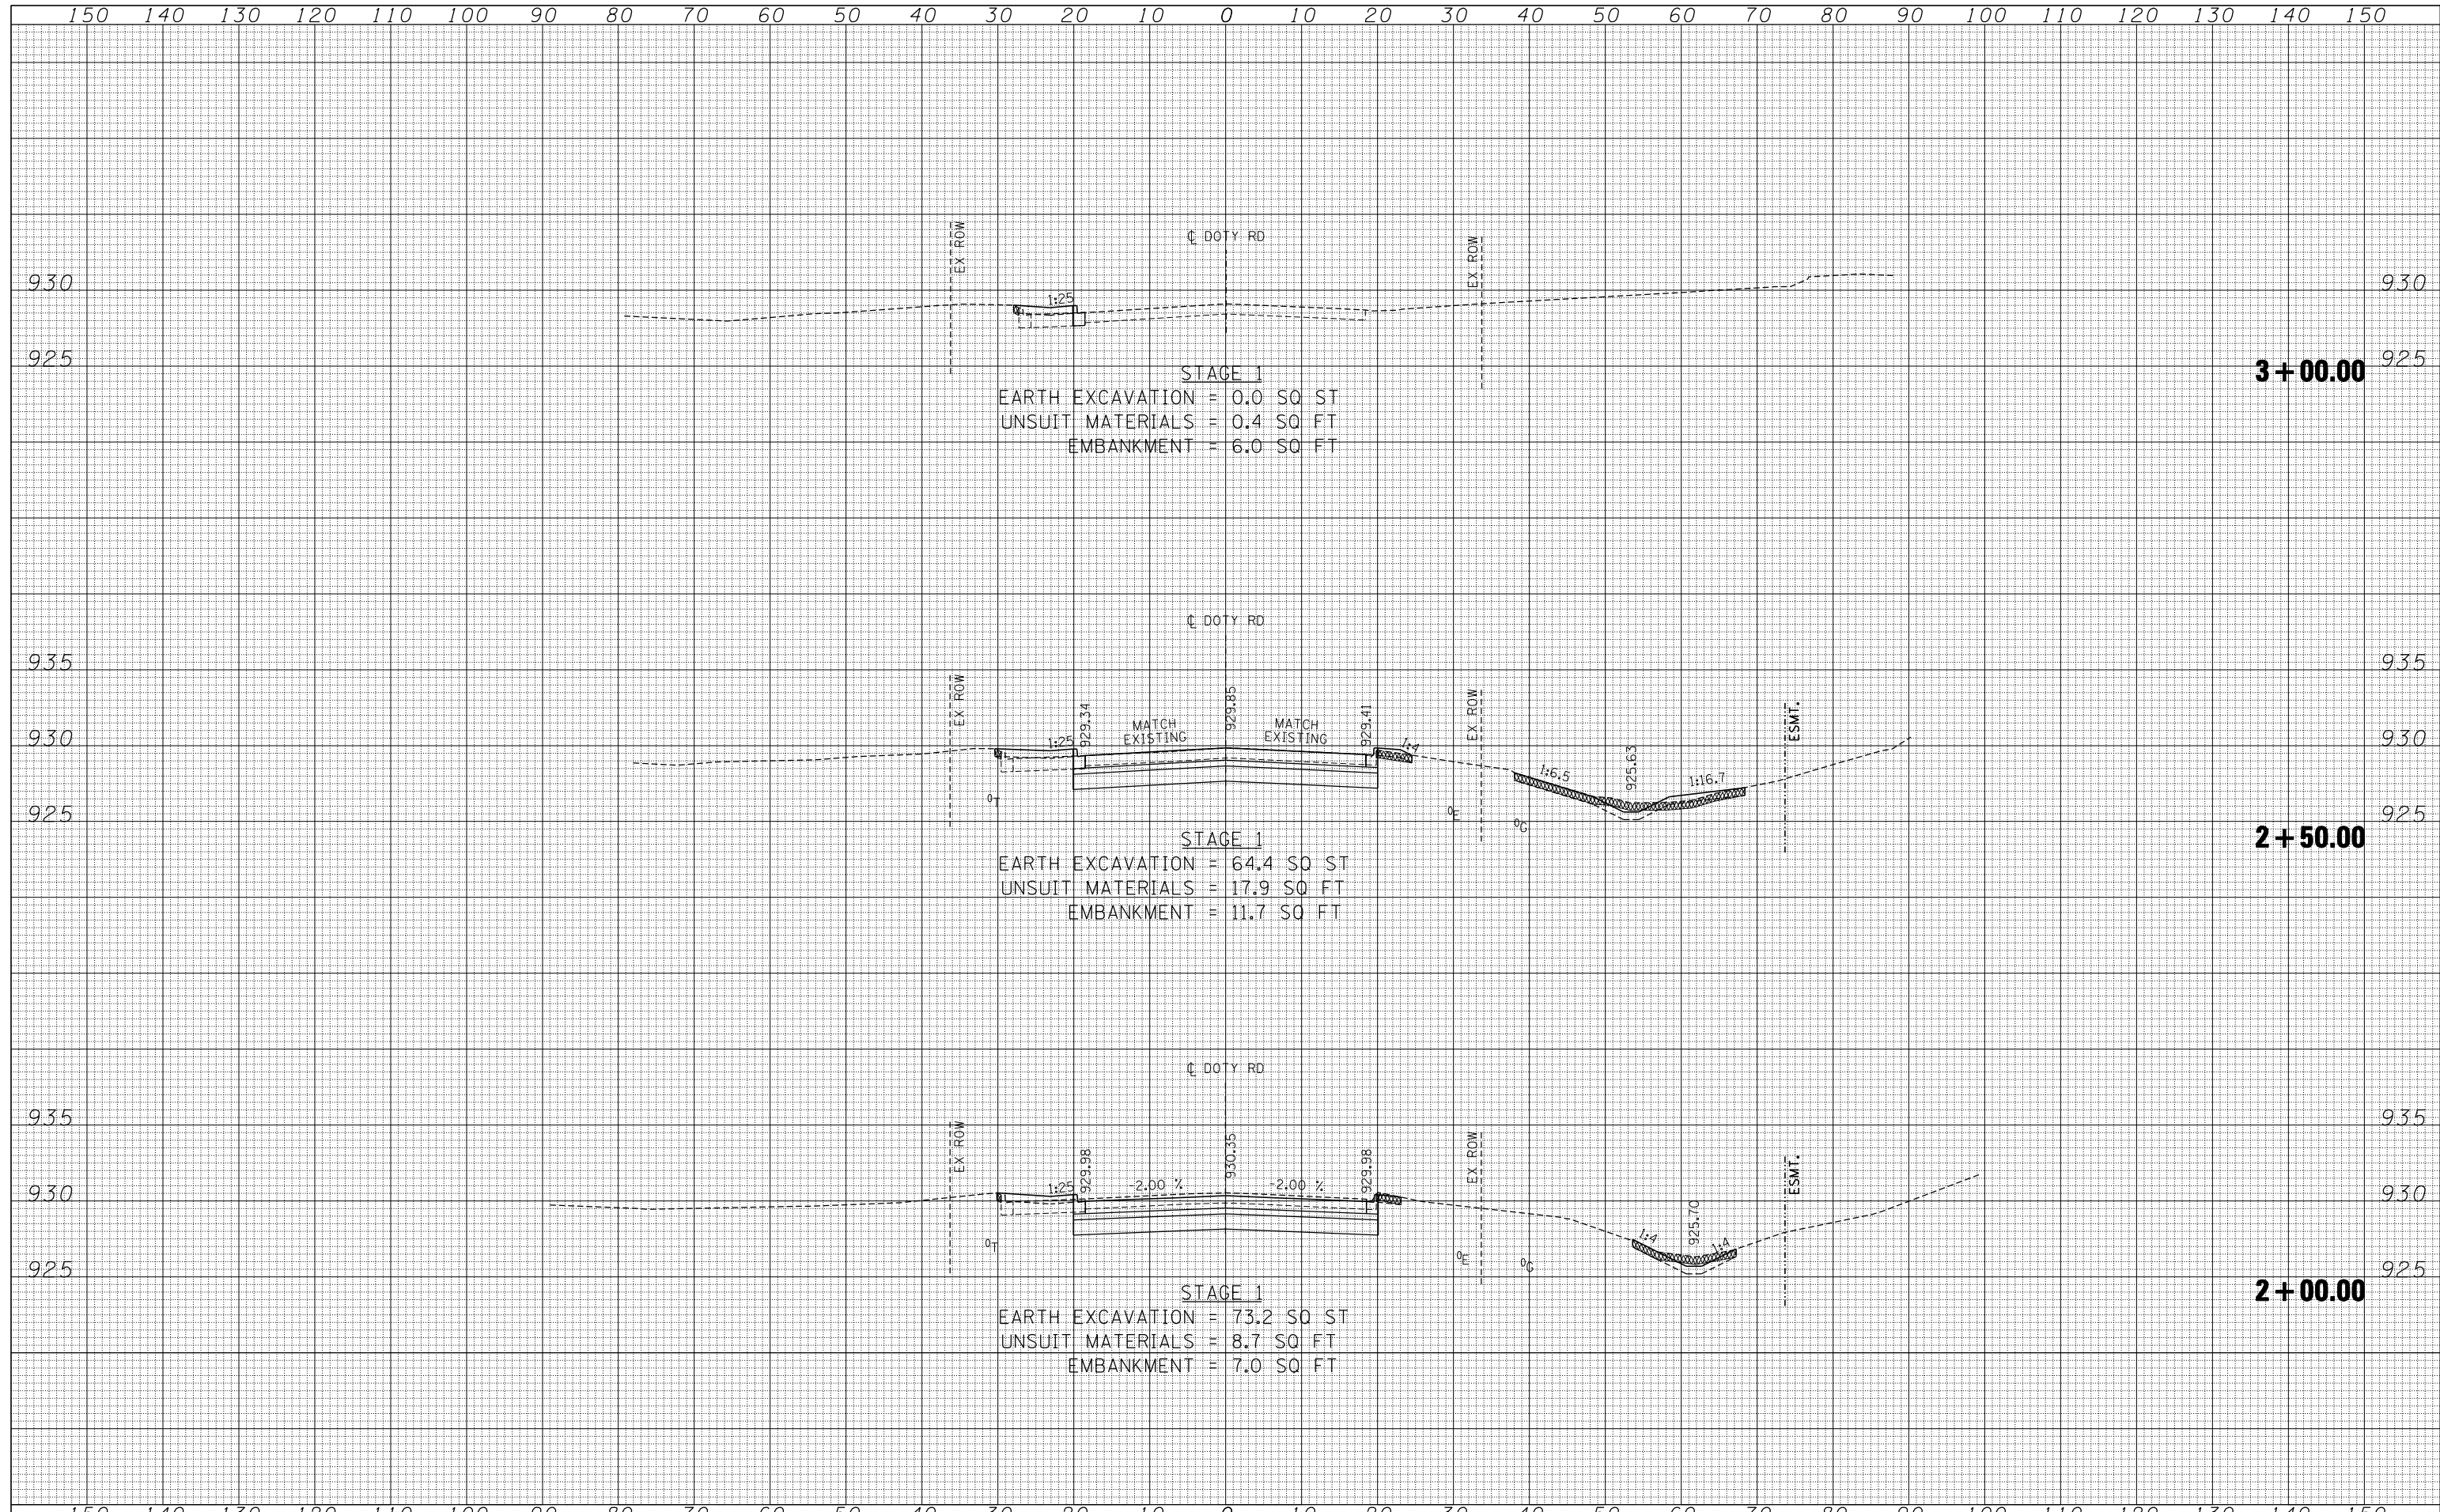 150 140 130 120 110 100 90 80 70 60 50 40 30 20 10 0 10 20 30 40 50 60 70 80 90 100 110 120 130 140 150
EX ROW
℄ DOTY RD
EX ROW
930 930
1:25
925 925
3+00.00
STAGE 1
EARTH EXCAVATION = 0.0 SQ ST
UNSUIT MATERIALS = 0.4 SQ FT
EMBANKMENT = 6.0 SQ FT
℄ DOTY RD
935 935
EX ROW
929.34
MATCH EXISTING
929.85
MATCH EXISTING
929.41
EX ROW
ESMT.
930 930
1:25
1:4
1:6.5
925.63
1:16.7
0T
0E
0G
925 925
2+50.00
STAGE 1
EARTH EXCAVATION = 64.4 SQ ST
UNSUIT MATERIALS = 17.9 SQ FT
EMBANKMENT = 11.7 SQ FT
℄ DOTY RD
935 935
EX ROW
929.98
930.35
929.98
EX ROW
ESMT.
930 930
1:25
-2.00 %
-2.00 %
1:4
925.70
1:4
0T
0E
0G
925 925
2+00.00
STAGE 1
EARTH EXCAVATION = 73.2 SQ ST
UNSUIT MATERIALS = 8.7 SQ FT
EMBANKMENT = 7.0 SQ FT
150 140 130 120 110 100 90 80 70 60 50 40 30 20 10 0 10 20 30 40 50 60 70 80 90 100 110 120 130 140 150